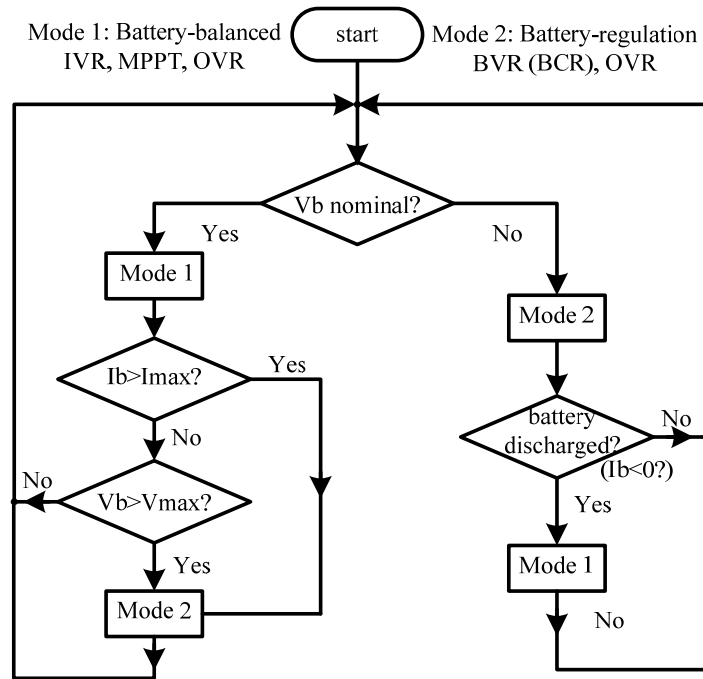 Mode 1: Battery-balanced
IVR, MPPT, OVR
start
Mode 2: Battery-regulation
BVR (BCR), OVR
Vb nominal?
Yes
No
Mode 1
Mode 2
Ib>Imax?
Yes
No
Vb>Vmax?
No
Yes
Mode 2
battery
discharged?
(Ib<0?)
No
Yes
Mode 1
No